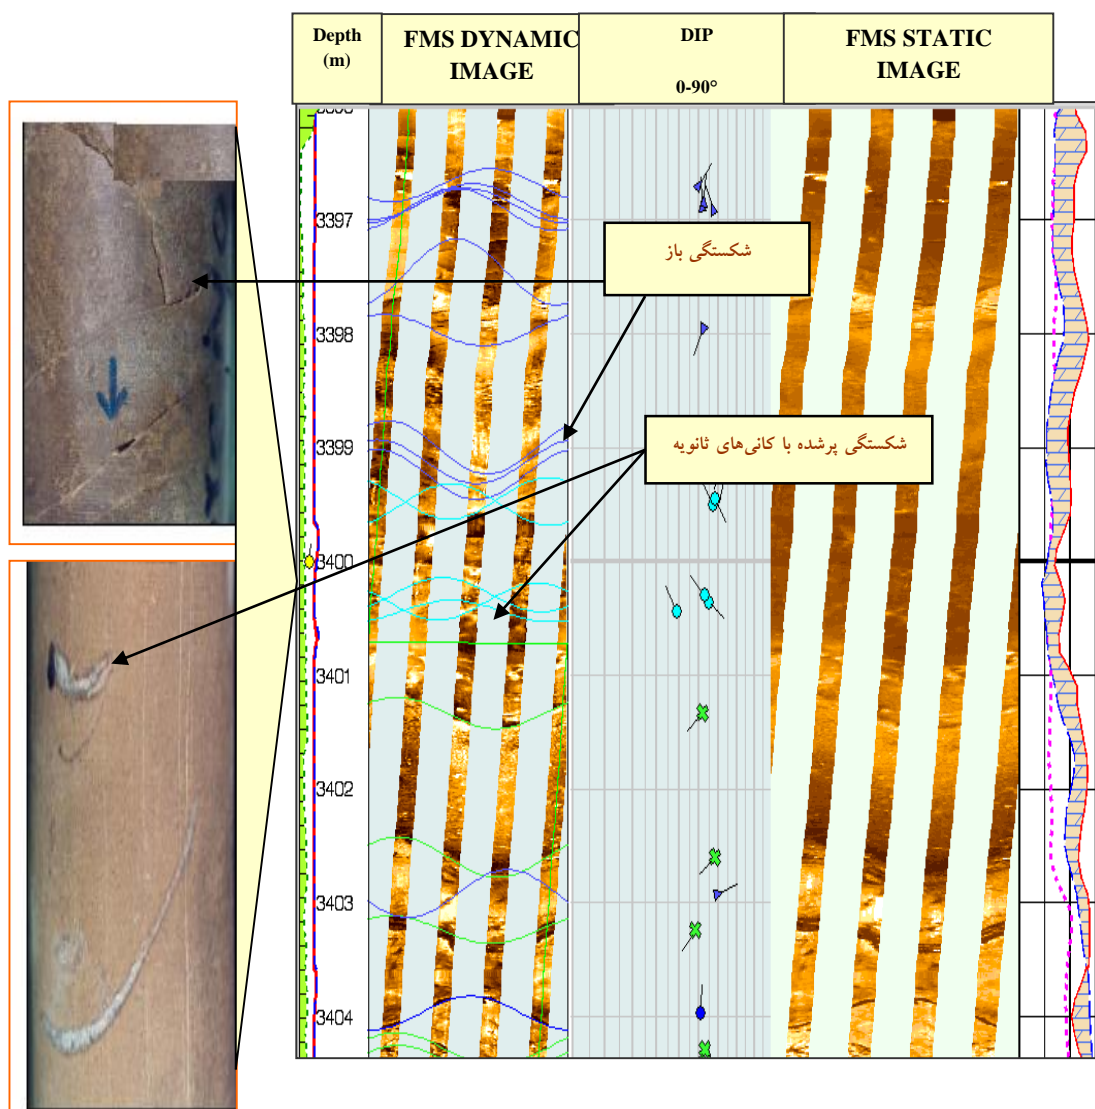 Depth
(m)
FMS DYNAMIC
IMAGE
DIP
0-90°
FMS STATIC
IMAGE
3397
شکستگی باز
3398
3399
شکستگی پرشده با کانی‌های ثانویه
3400
3401
3402
3403
3404